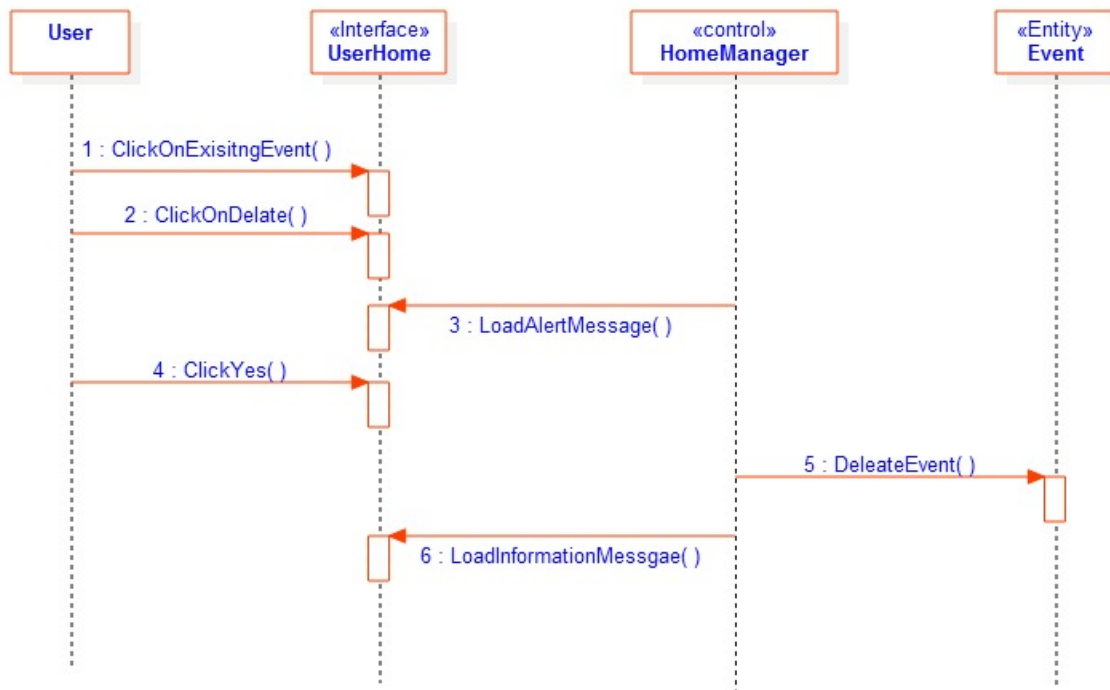 User
«Interface»
UserHome
«control»
HomeManager
«Entity»
Event
1 : ClickOnExisitngEvent( )
2 : ClickOnDelate( )
3 : LoadAlertMessage( )
4 : ClickYes( )
5 : DeleateEvent( )
6 : LoadInformationMessgae( )